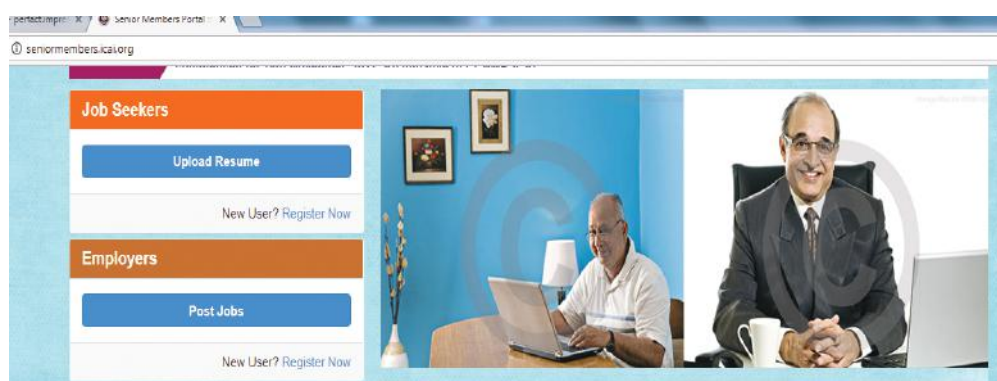 Senior Members Portal
seniormembers.icai.org
Job Seekers
Upload Resume
New User? Register Now
Employers
Post Jobs
New User? Register Now